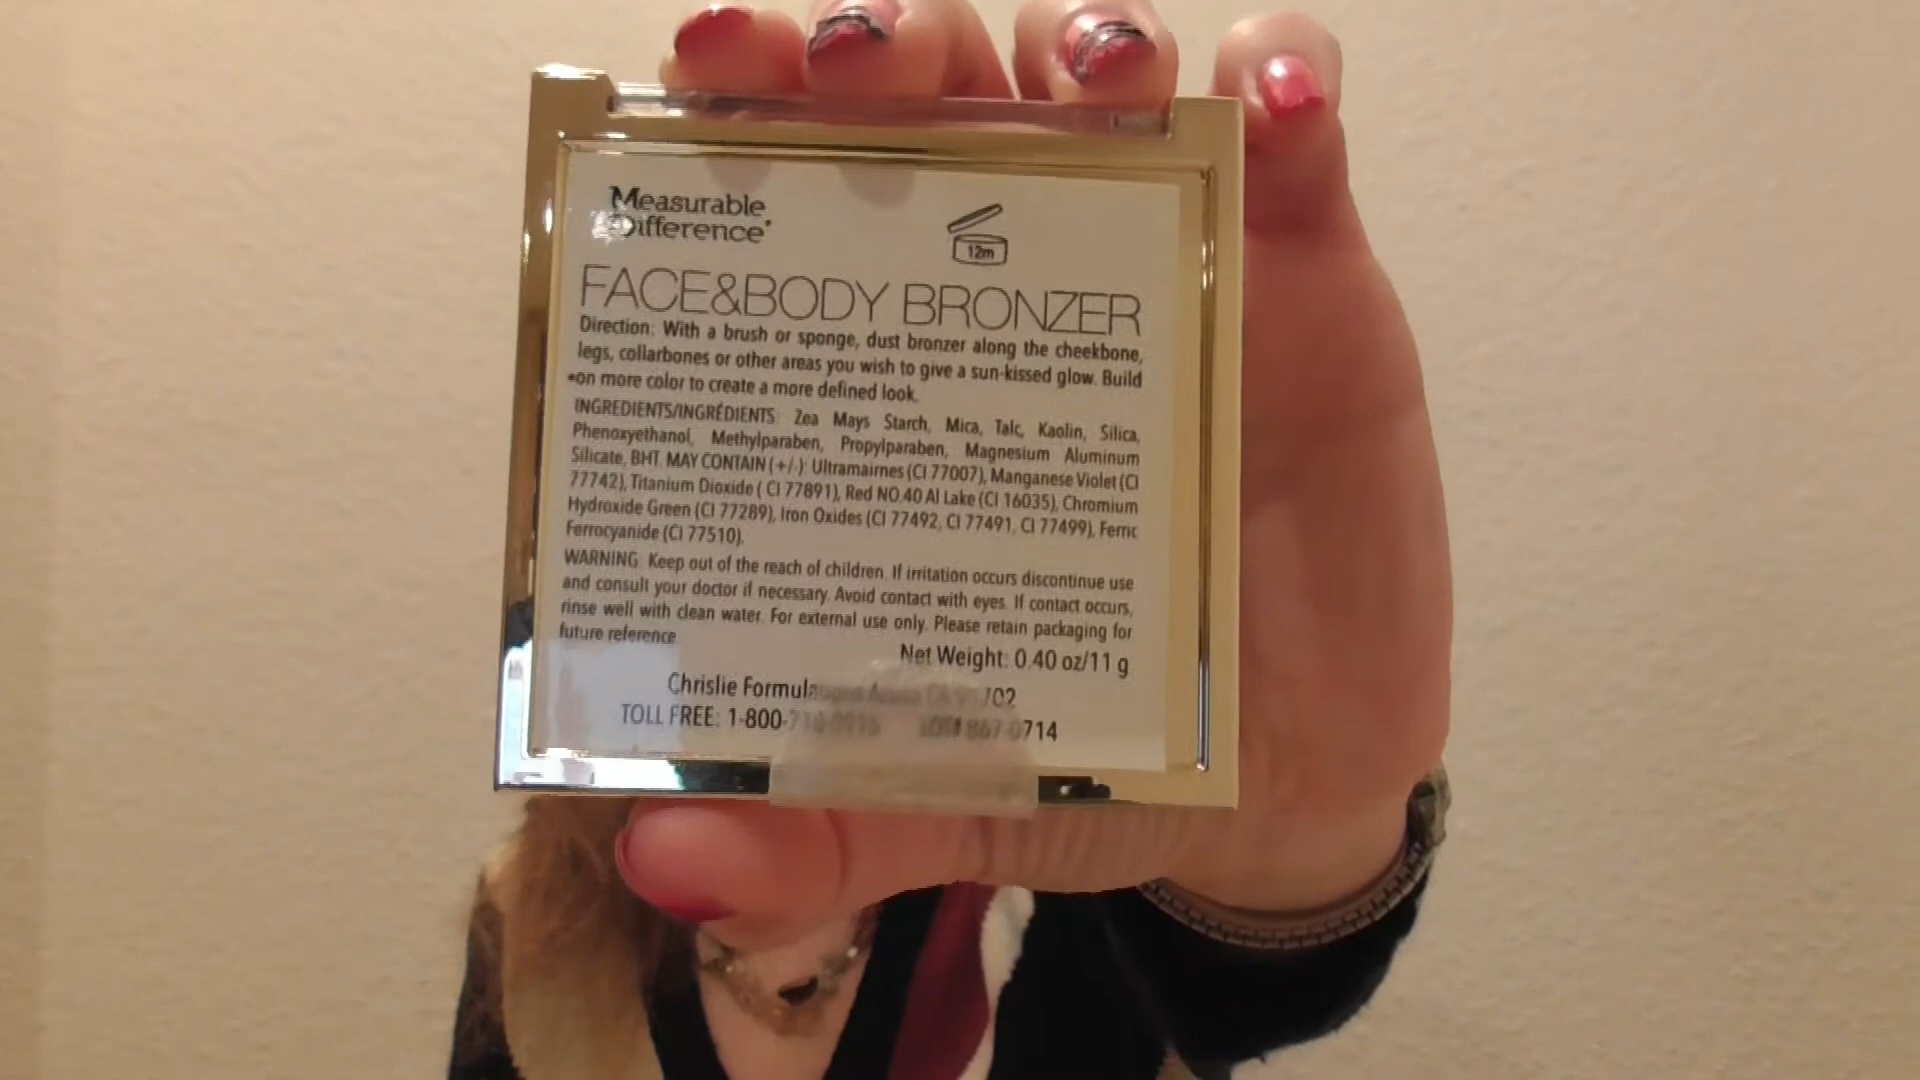 Measurable
Difference
12m
FACE&BODY BRONZER
Direction: With a brush or sponge, dust bronzer along the cheekbone,
legs, collarbones or other areas you wish to give a sun-kissed glow. Build
on more color to create a more defined look.
INGREDIENTS/INGRÉDIENTS: Zea Mays Starch, Mica, Talc, Kaolin, Silica,
Phenoxyethanol, Methylparaben, Propylparaben, Magnesium Aluminum
Silicate, BHT. MAY CONTAIN (+/-): Ultramairnes (CI 77007), Manganese Violet (CI
77742), Titanium Dioxide ( CI 77891), Red NO.40 Al Lake (CI 16035), Chromium
Hydroxide Green (CI 77289), Iron Oxides (CI 77492, CI 77491, CI 77499), Ferric
Ferrocyanide (CI 77510).
WARNING: Keep out of the reach of children. If irritation occurs discontinue use
and consult your doctor if necessary. Avoid contact with eyes. If contact occurs,
rinse well with clean water. For external use only. Please retain packaging for
future reference
Net Weight: 0.40 oz/11 g
Chrislie
TOLL FREE: 1-800- LOT# 867-0714